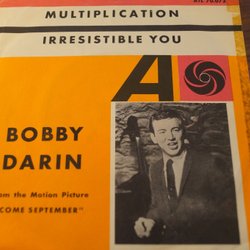 MULTIPLICATION
IRRESISTIBLE YOU
A
BOBBY
DARIN
om the Motion Picture
COME SEPTEMBER"